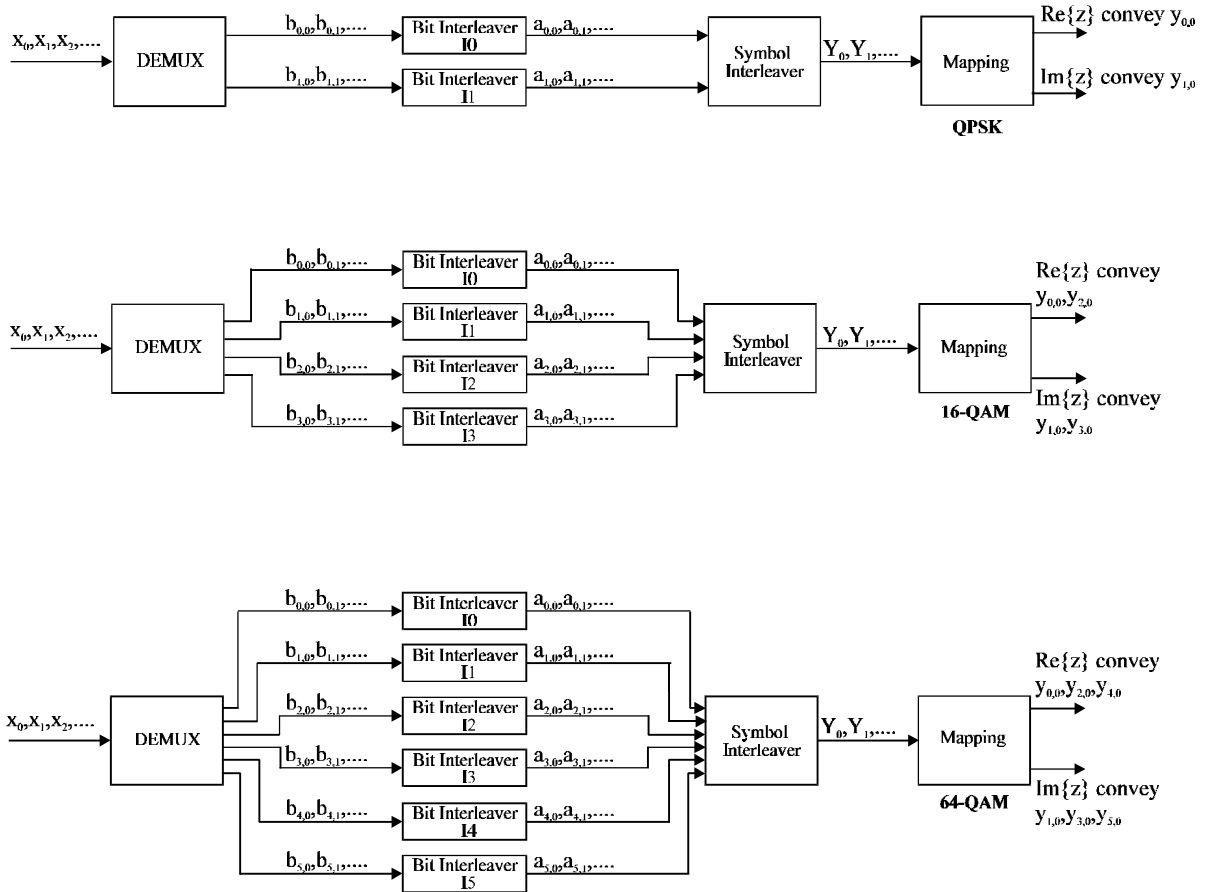 x0,x1,x2,....
DEMUX
b0,0,b0,1,....
Bit Interleaver
I0
a0,0,a0,1,....
b1,0,b1,1,....
Bit Interleaver
I1
a1,0,a1,1,....
Symbol
Interleaver
Y0,Y1,....
Mapping
QPSK
Re{z} convey y0,0
Im{z} convey y1,0
x0,x1,x2,....
DEMUX
b0,0,b0,1,....
Bit Interleaver
I0
a0,0,a0,1,....
b1,0,b1,1,....
Bit Interleaver
I1
a1,0,a1,1,....
b2,0,b2,1,....
Bit Interleaver
I2
a2,0,a2,1,....
b3,0,b3,1,....
Bit Interleaver
I3
a3,0,a3,1,....
Symbol
Interleaver
Y0,Y1,....
Mapping
16-QAM
Re{z} convey
y0,0,y2,0
Im{z} convey
y1,0,y3,0
x0,x1,x2,....
DEMUX
b0,0,b0,1,....
Bit Interleaver
I0
a0,0,a0,1,....
b1,0,b1,1,....
Bit Interleaver
I1
a1,0,a1,1,....
b2,0,b2,1,....
Bit Interleaver
I2
a2,0,a2,1,....
b3,0,b3,1,....
Bit Interleaver
I3
a3,0,a3,1,....
b4,0,b4,1,....
Bit Interleaver
I4
a4,0,a4,1,....
b5,0,b5,1,....
Bit Interleaver
I5
a5,0,a5,1,....
Symbol
Interleaver
Y0,Y1,....
Mapping
64-QAM
Re{z} convey
y0,0,y2,0,y4,0
Im{z} convey
y1,0,y3,0,y5,0